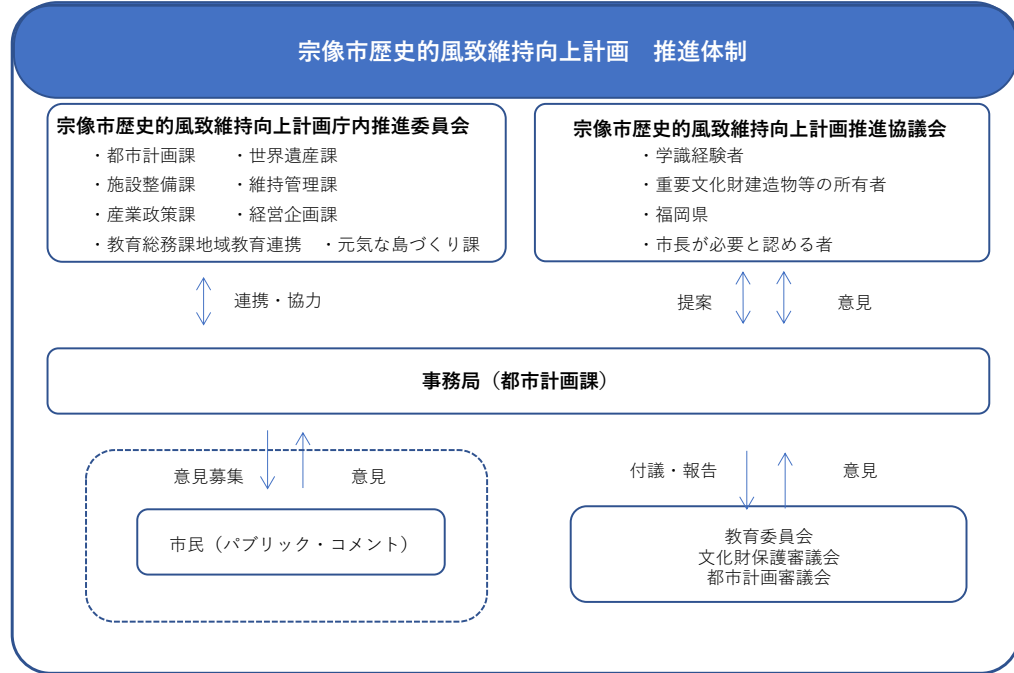 宗像市歴史的風致維持向上計画　推進体制
宗像市歴史的風致維持向上計画庁内推進委員会
・都市計画課　　・世界遺産課
・施設整備課　　・維持管理課
・産業政策課　　・経営企画課
・教育総務課地域教育連携　・元気な島づくり課
宗像市歴史的風致維持向上計画推進協議会
・学識経験者
・重要文化財建造物等の所有者
・福岡県
・市長が必要と認める者
連携・協力
提案
意見
事務局（都市計画課）
意見募集
意見
市民（パブリック・コメント）
付議・報告
意見
教育委員会
文化財保護審議会
都市計画審議会